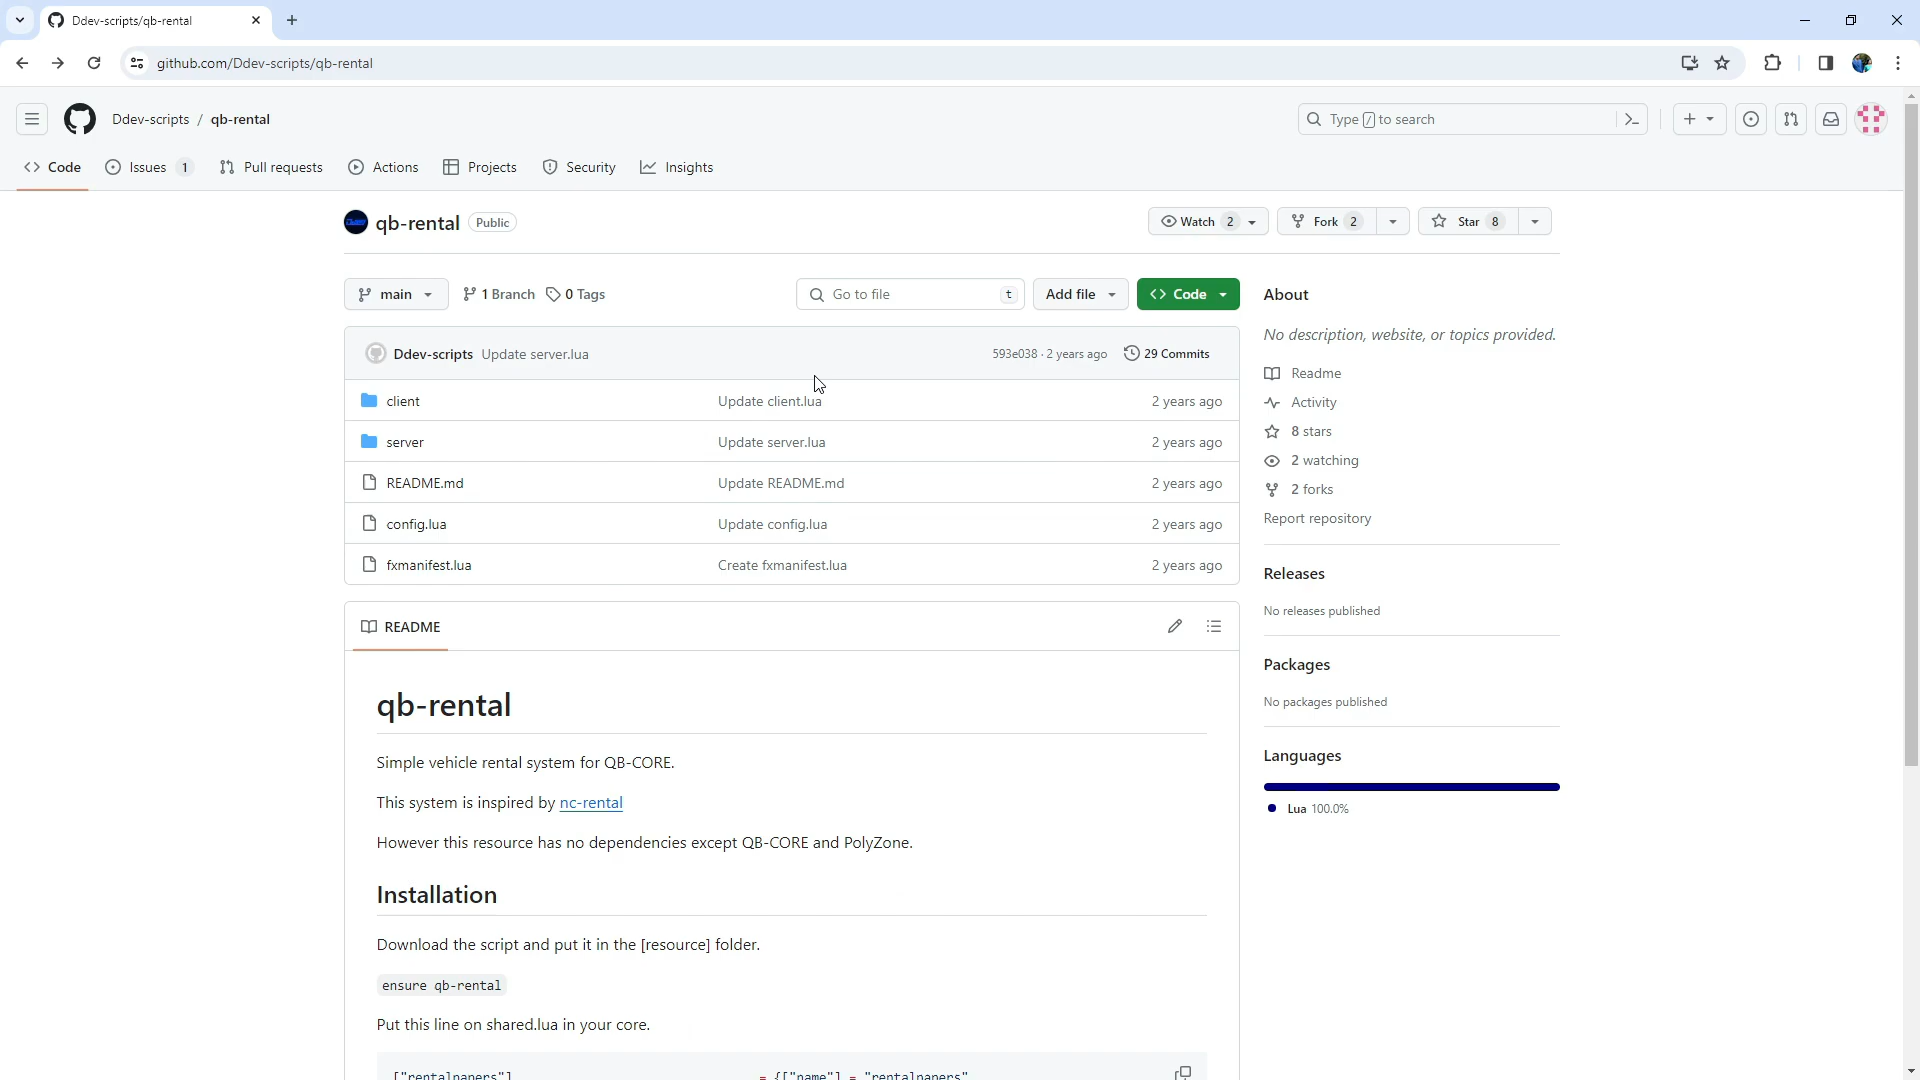 Ddev-scripts/qb-rental
github.com/Ddev-scripts/qb-rental
Ddev-scripts / qb-rental
Type / to search
Code
Issues 1
Pull requests
Actions
Projects
Security
Insights
qb-rental Public
Watch 2
Fork 2
Star 8
main
1 Branch
0 Tags
Go to file t
Add file
Code
Ddev-scripts Update server.lua 593e038 · 2 years ago 29 Commits
client Update client.lua 2 years ago
server Update server.lua 2 years ago
README.md Update README.md 2 years ago
config.lua Update config.lua 2 years ago
fxmanifest.lua Create fxmanifest.lua 2 years ago
README
qb-rental
Simple vehicle rental system for QB-CORE.
This system is inspired by nc-rental
However this resource has no dependencies except QB-CORE and PolyZone.
Installation
Download the script and put it in the [resource] folder.
ensure qb-rental
Put this line on shared.lua in your core.
["rentalpapers"] = {["name"] = "rentalpapers"
About
No description, website, or topics provided.
Readme
Activity
8 stars
2 watching
2 forks
Report repository
Releases
No releases published
Packages
No packages published
Languages
Lua 100.0%